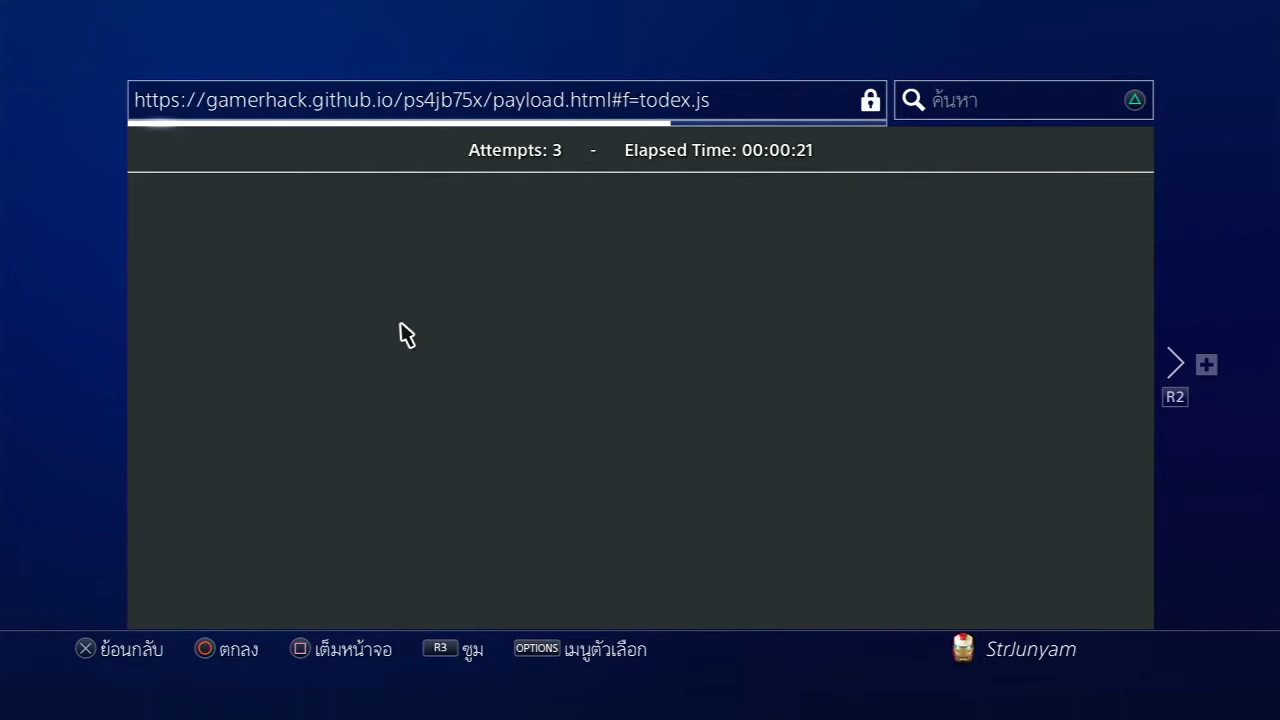 https://gamerhack.github.io/ps4jb75x/payload.html#f=todex.js
ค้นหา
Attempts: 3 - Elapsed Time: 00:00:21
R2
ย้อนกลับ ตกลง เต็มหน้าจอ R3 ซูม OPTIONS เมนูตัวเลือก StrJunyam